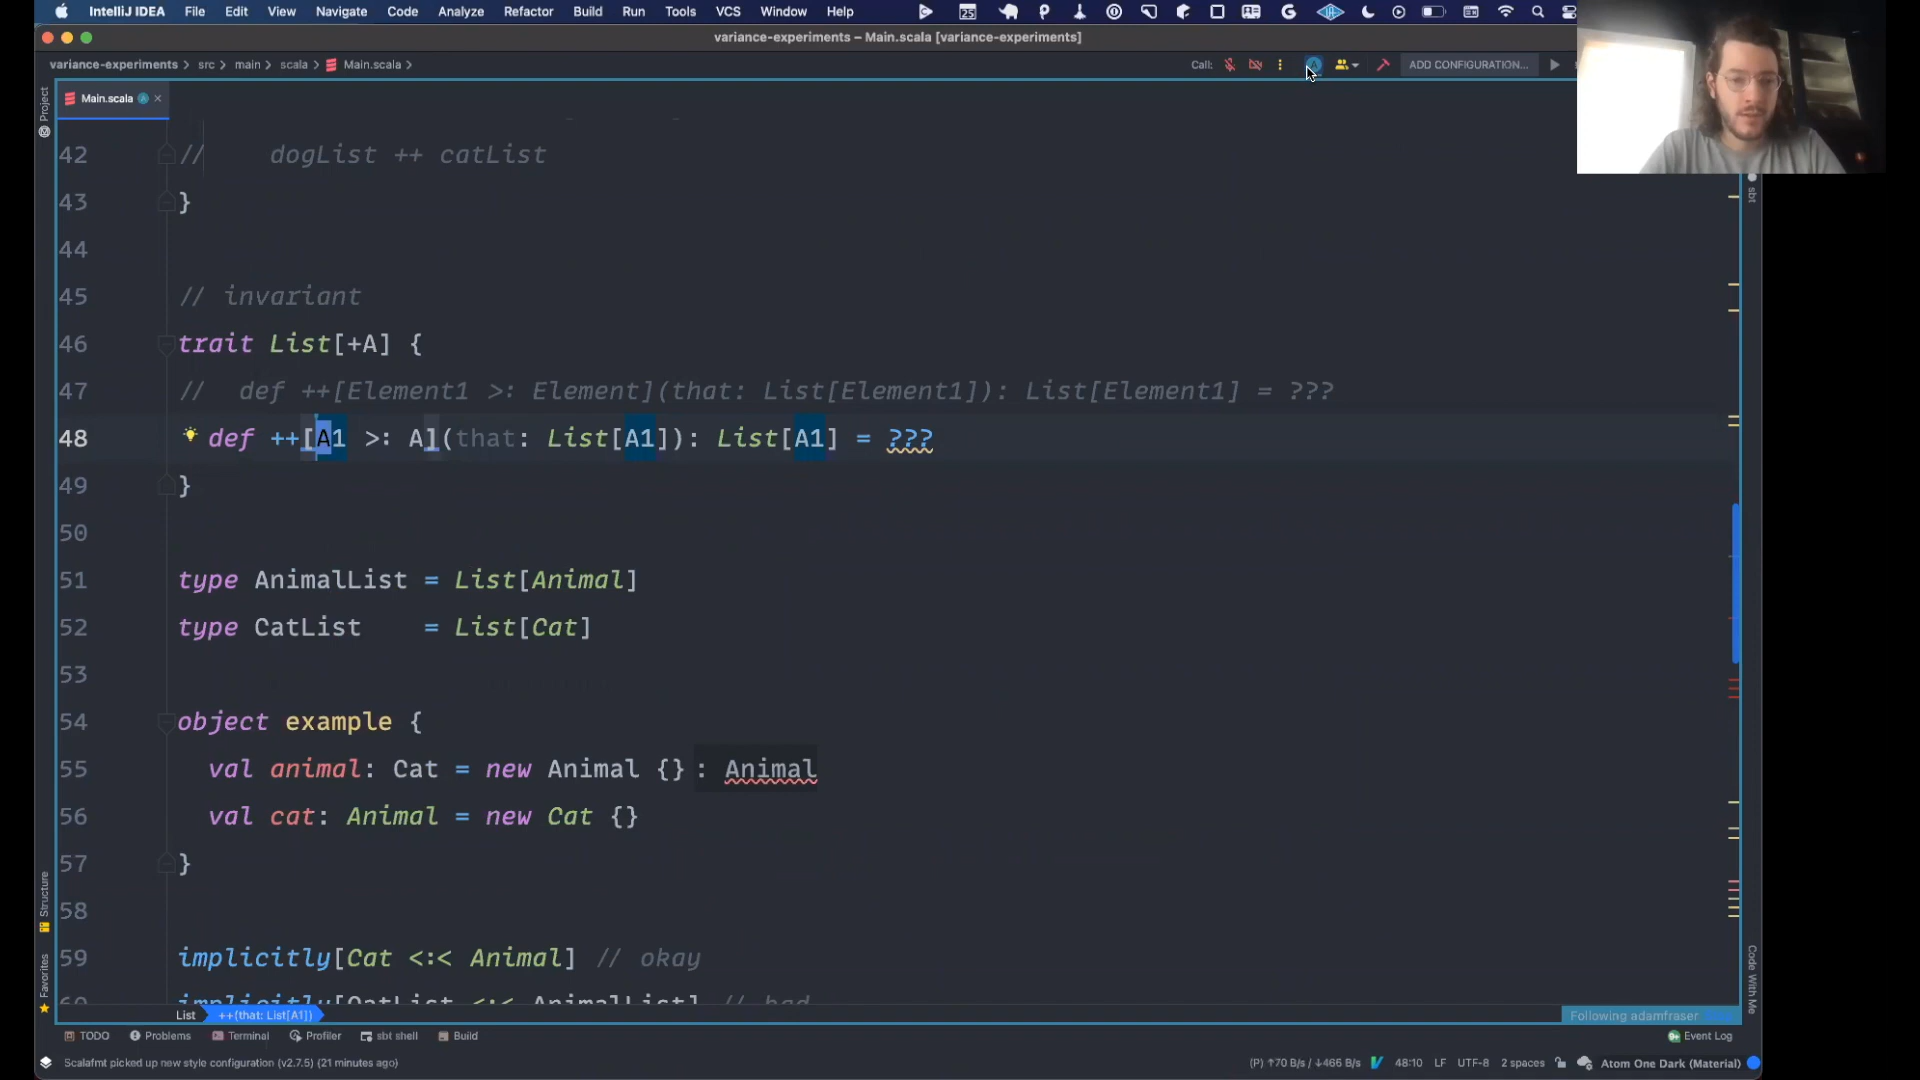 IntelliJ IDEA File Edit View Navigate Code Analyze Refactor Build Run Tools VCS Window Help 25
variance-experiments – Main.scala [variance-experiments]
variance-experiments > src > main > scala > Main.scala > Call: ADD CONFIGURATION...
Main.scala
Project
sbt
42 // dogList ++ catList
43 }
44
45 // invariant
46 trait List[+A] {
47 // def ++[Element1 >: Element](that: List[Element1]): List[Element1] = ???
48 def ++[A1 >: A](that: List[A1]): List[A1] = ???
49 }
50
51 type AnimalList = List[Animal]
52 type CatList = List[Cat]
53
54 object example {
55 val animal: Cat = new Animal {} : Animal
56 val cat: Animal = new Cat {}
57 }
58
59 implicitly[Cat <:< Animal] // okay
60 implicitly[CatList <:< AnimalList] // bad
Structure
Favorites
Code With Me
List ++(that: List[A1])
Following adamfraser
TODO Problems Terminal Profiler sbt shell Build Event Log
Scalafmt picked up new style configuration (v2.7.5) (21 minutes ago) (P) ↑70 B/s / ↓466 B/s 48:10 LF UTF-8 2 spaces Atom One Dark (Material)